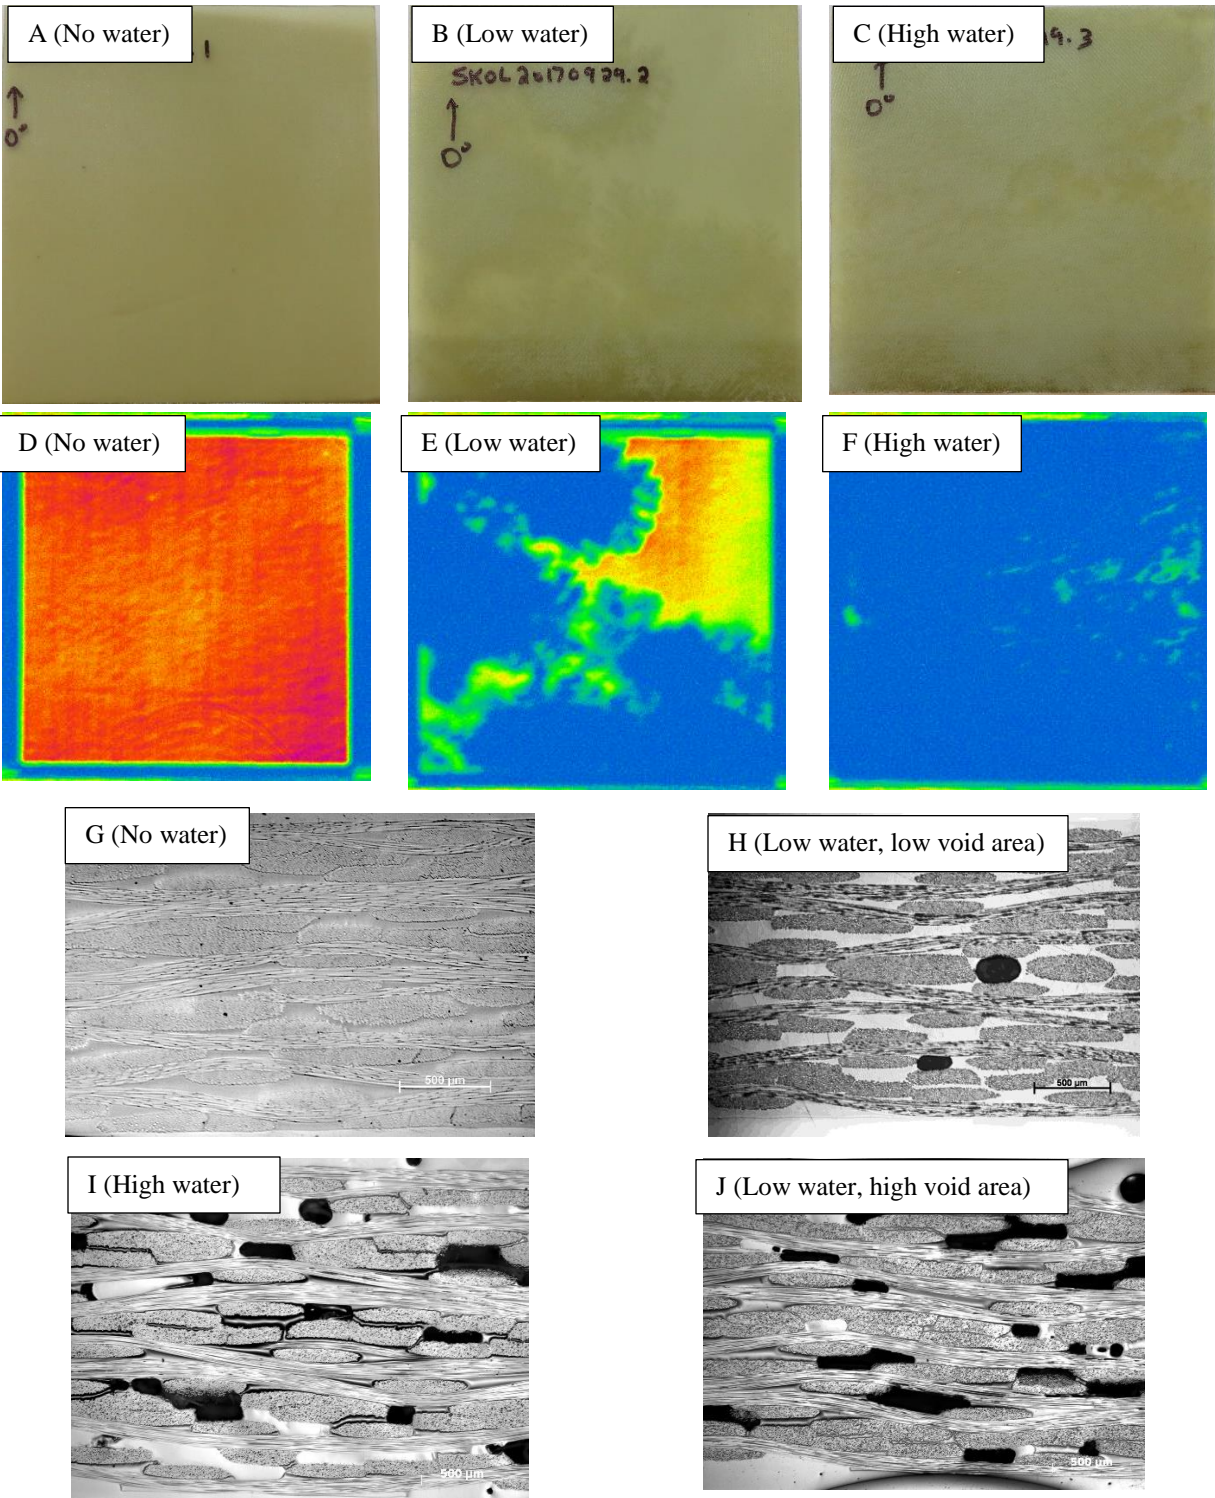 A (No water)
1
0°
B (Low water)
SKOL20170929.2
0°
C (High water)
19.3
0°
D (No water)
E (Low water)
F (High water)
G (No water)
500 µm
H (Low water, low void area)
500 µm
I (High water)
500 µm
J (Low water, high void area)
500 µm